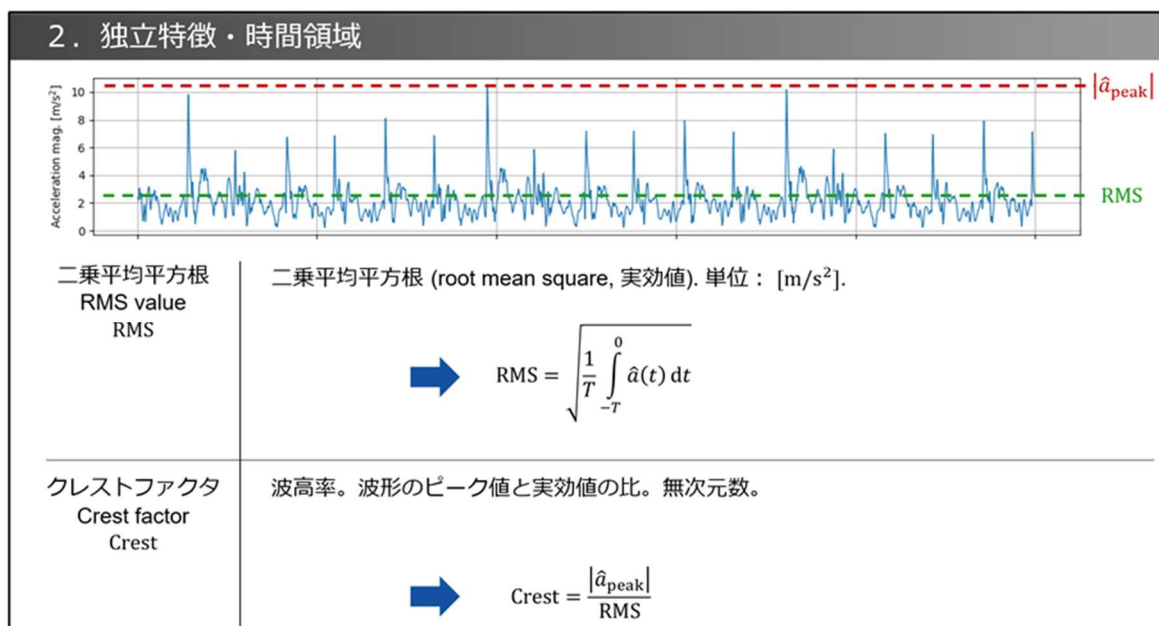 2．独立特徴・時間領域
Acceleration mag. [m/s²]
10
8
6
4
2
0
|â_peak|
RMS
二乗平均平方根
RMS value
RMS
二乗平均平方根 (root mean square, 実効値). 単位： [m/s²].
RMS = √(1/T ∫_{-T}^{0} â(t) dt)
クレストファクタ
Crest factor
Crest
波高率。波形のピーク値と実効値の比。無次元数。
Crest = |â_peak| / RMS